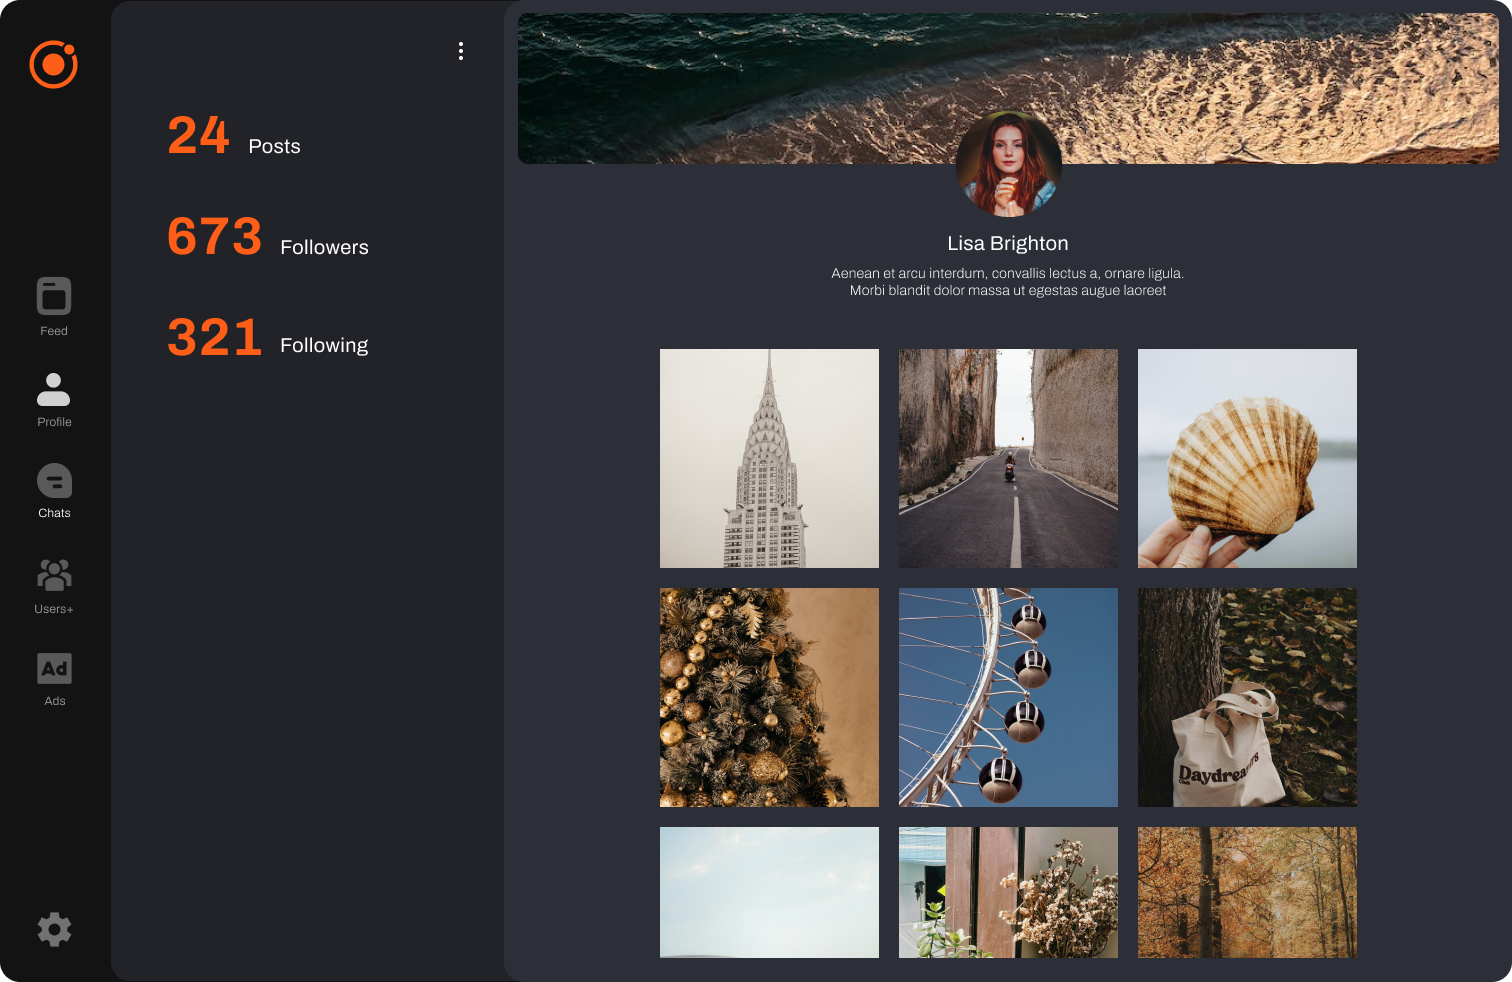 24 Posts
673 Followers
321 Following
Feed
Profile
Chats
Users+
Ad
Ads
Lisa Brighton
Aenean et arcu interdum, convallis lectus a, ornare ligula.
Morbi blandit dolor massa ut egestas augue laoreet